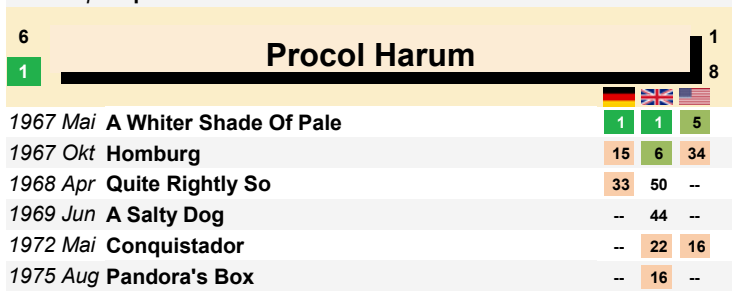 6 Procol Harum 1
1 8
1967 Mai A Whiter Shade Of Pale 1 1 5
1967 Okt Homburg 15 6 34
1968 Apr Quite Rightly So 33 50 --
1969 Jun A Salty Dog -- 44 --
1972 Mai Conquistador -- 22 16
1975 Aug Pandora's Box -- 16 --